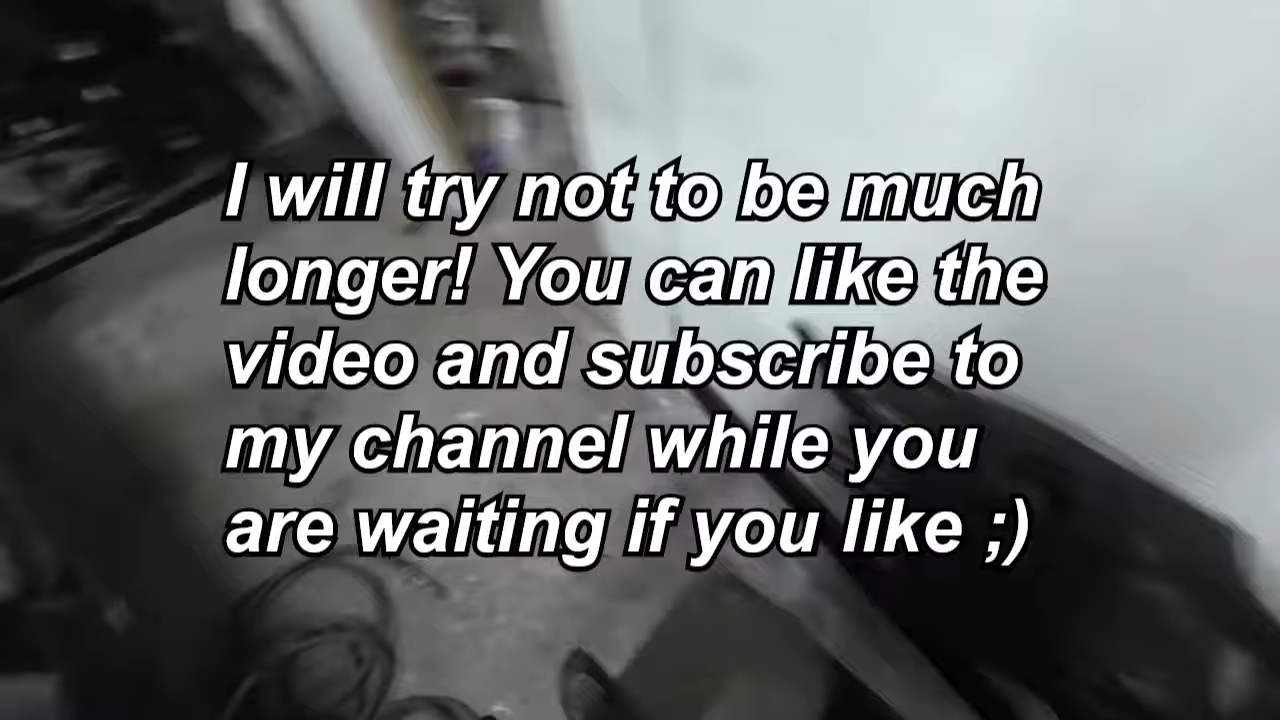 I will try not to be much
longer! You can like the
video and subscribe to
my channel while you
are waiting if you like ;)